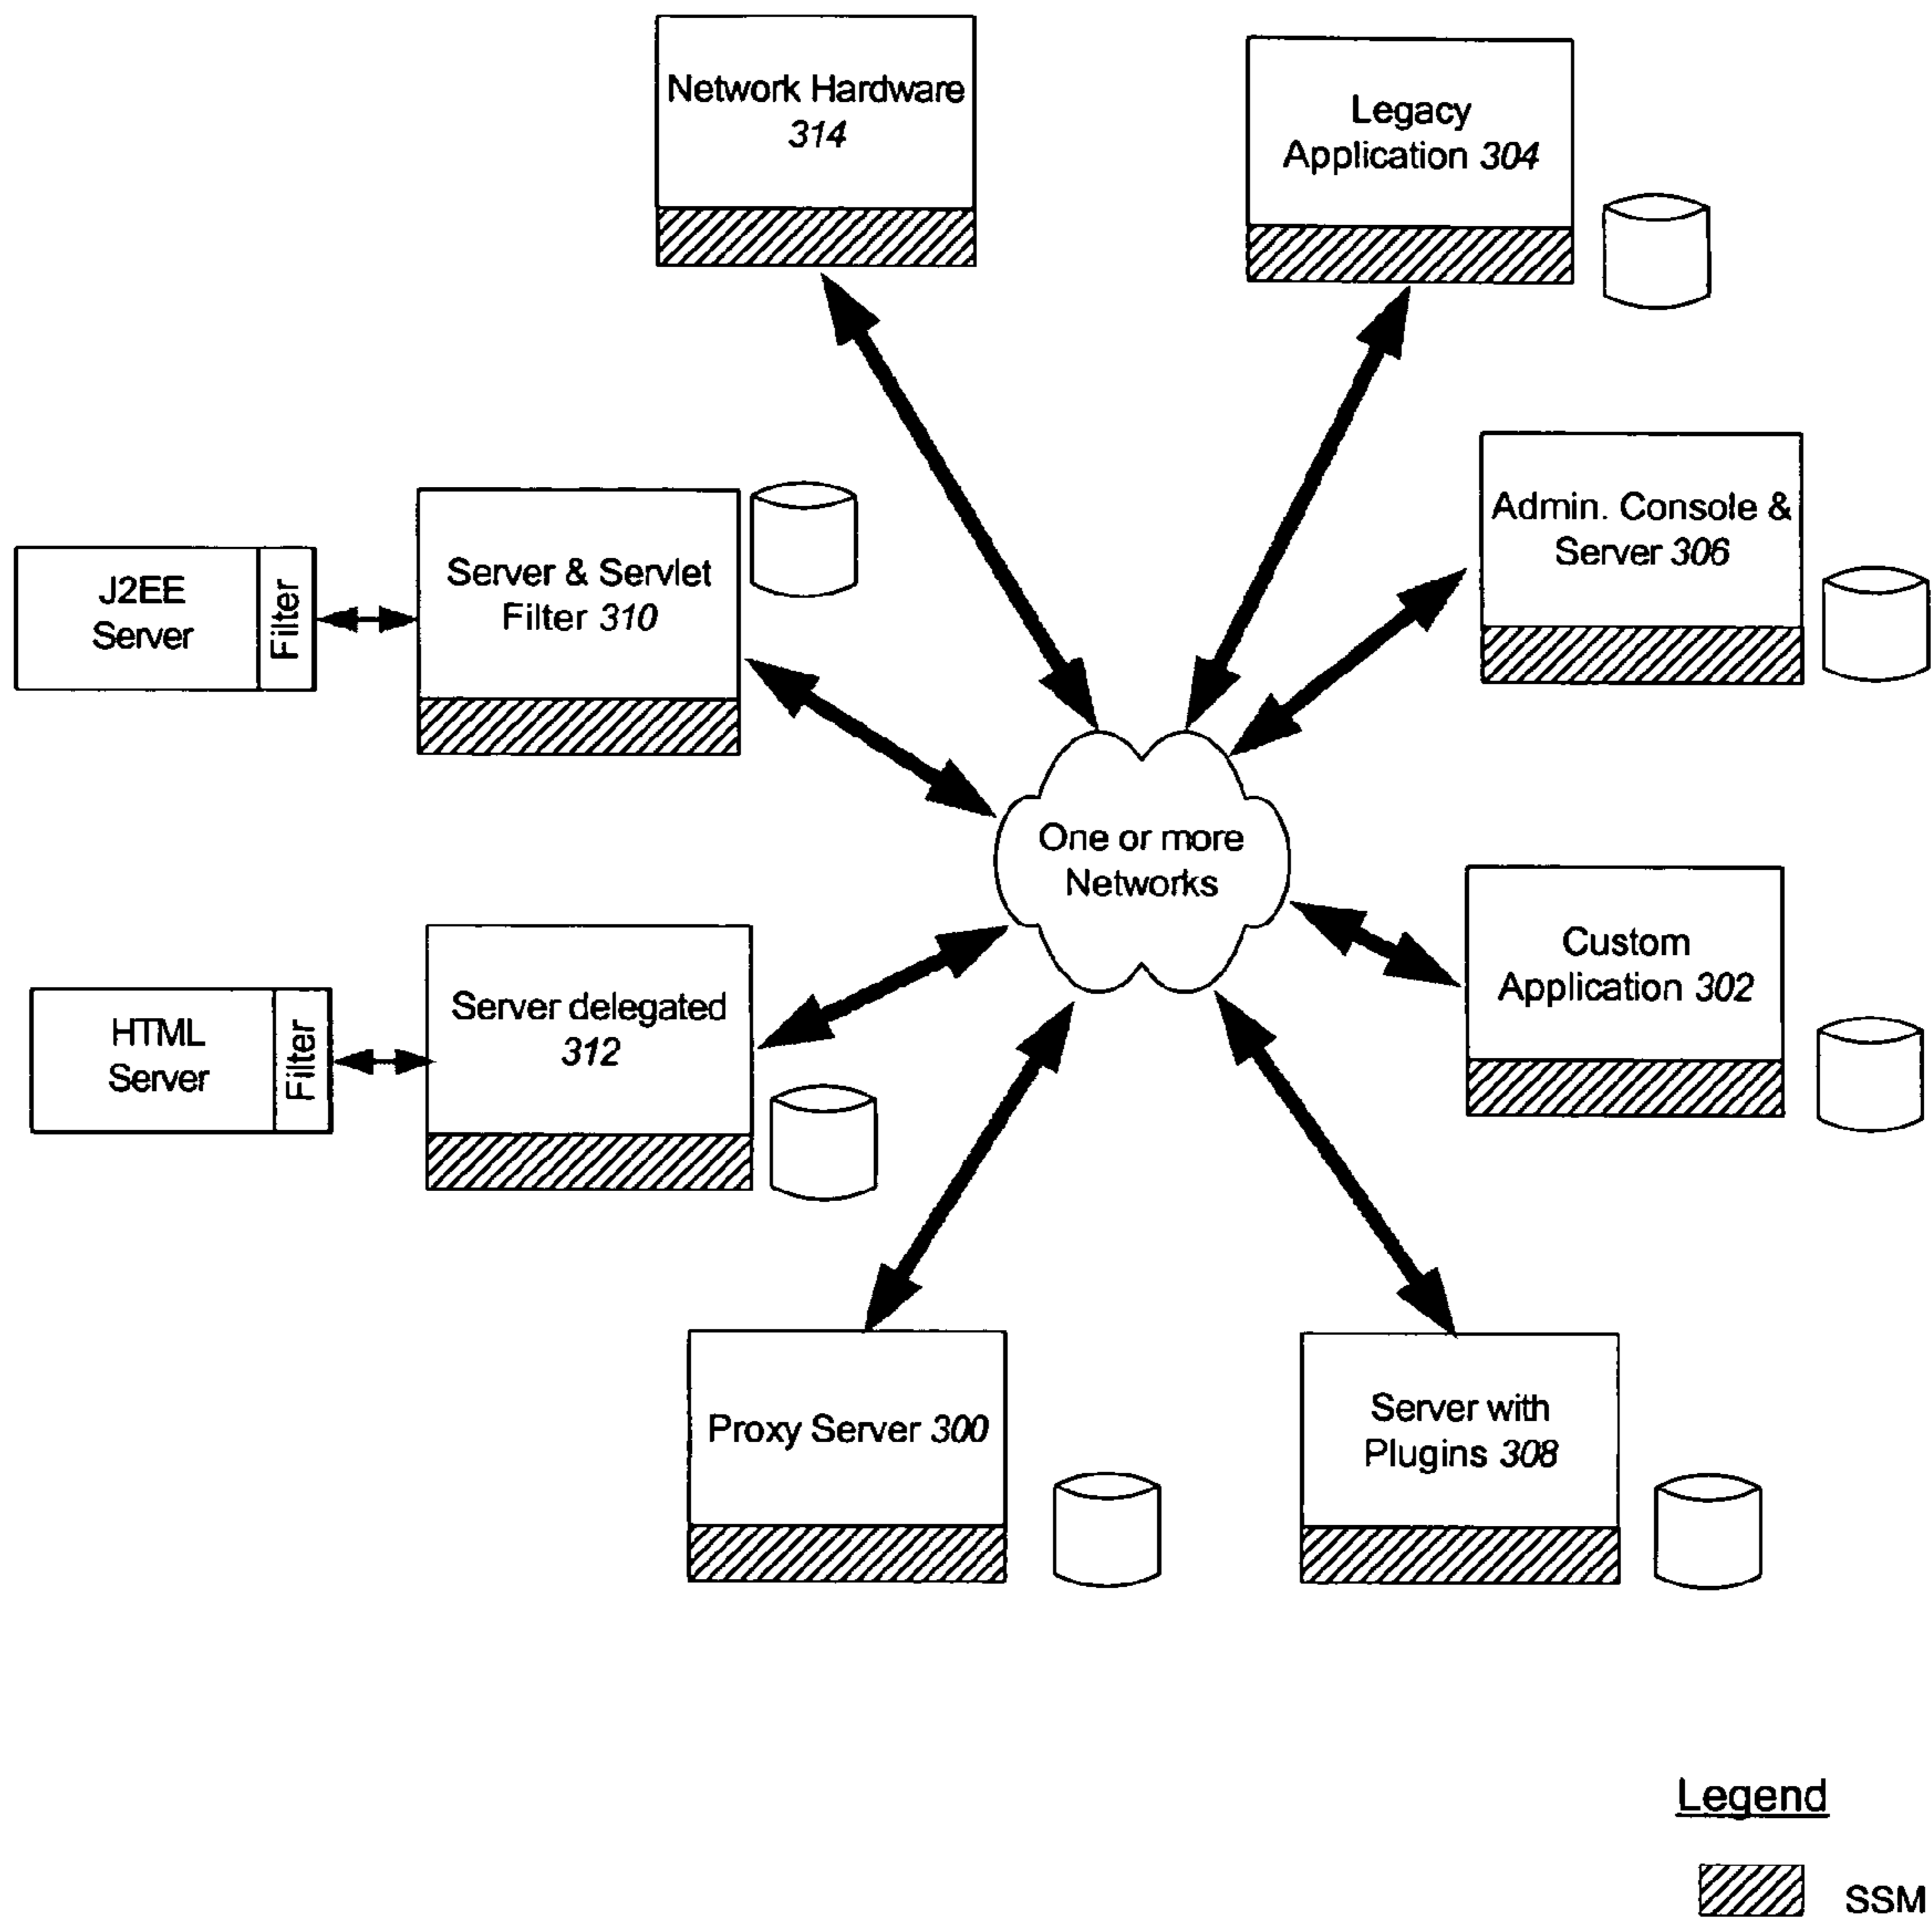 Network Hardware
314
Legacy
Application 304
Admin. Console &
Server 306
Server & Servlet
Filter 310
J2EE
Server
Filter
One or more
Networks
Custom
Application 302
Server delegated
312
HTML
Server
Filter
Proxy Server 300
Server with
Plugins 308
Legend
SSM